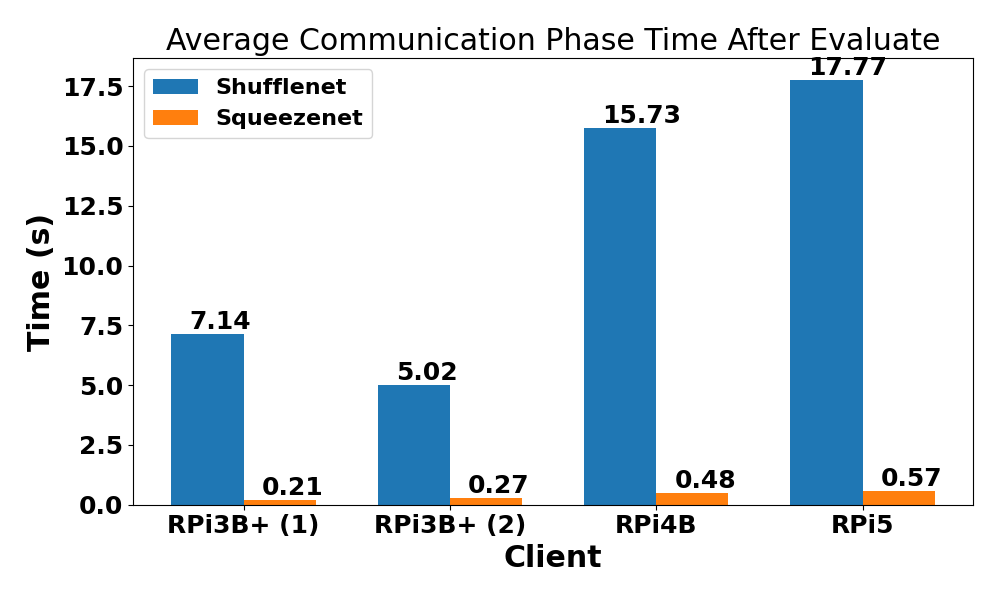 Average Communication Phase Time After Evaluate
Shufflenet
Squeezenet
17.5
15.0
12.5
10.0
7.5
5.0
2.5
0.0
Time (s)
7.14
0.21
5.02
0.27
15.73
0.48
17.77
0.57
RPi3B+ (1)
RPi3B+ (2)
RPi4B
RPi5
Client